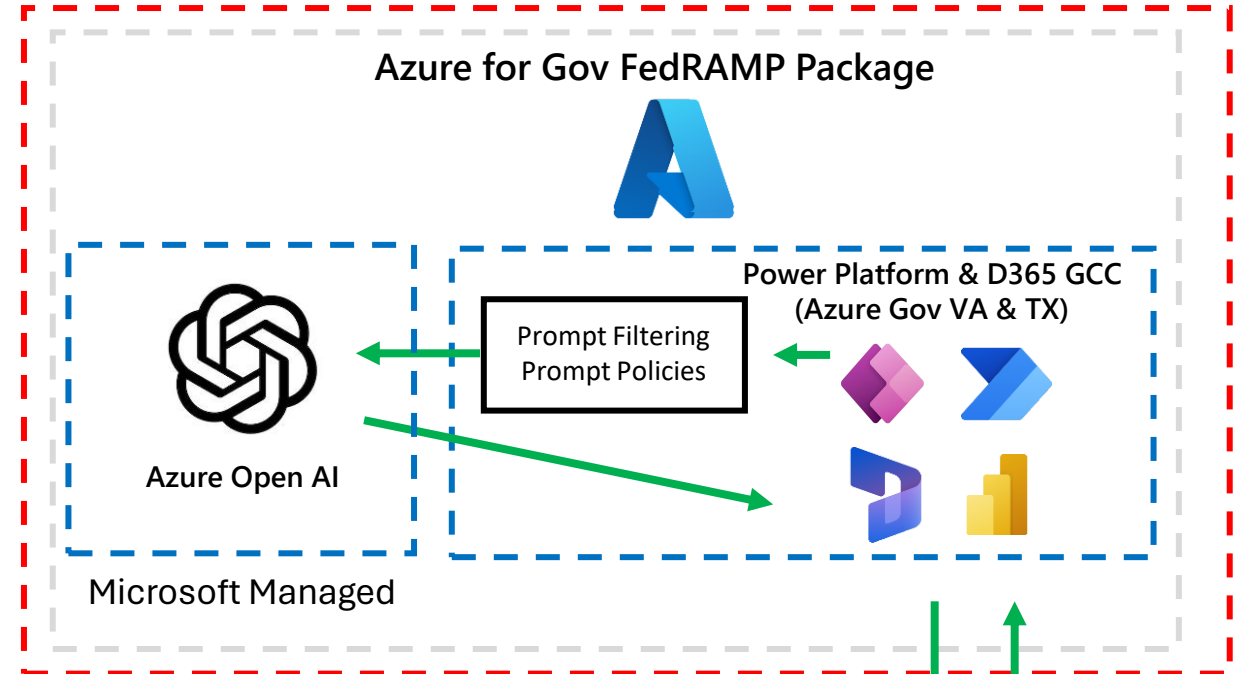 Azure for Gov FedRAMP Package
Power Platform & D365 GCC
(Azure Gov VA & TX)
Prompt Filtering
Prompt Policies
Azure Open AI
Microsoft Managed